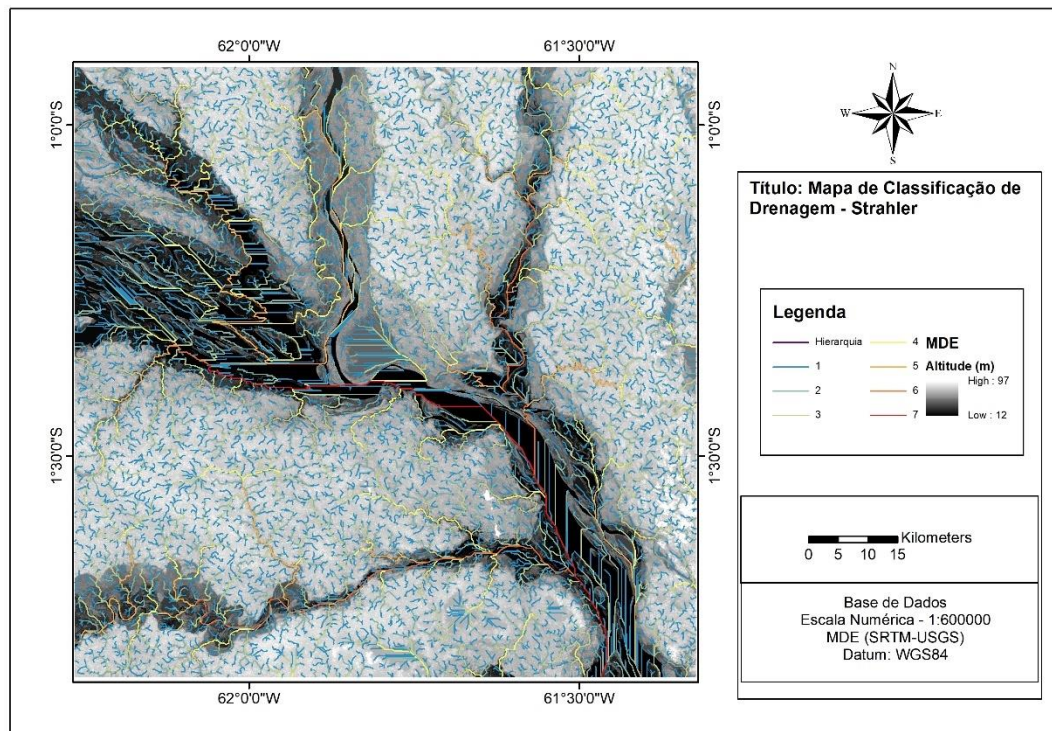 62°0'0"W
61°30'0"W
1°0'0"S
1°0'0"S
1°30'0"S
1°30'0"S
62°0'0"W
61°30'0"W
N
W
E
S
Título: Mapa de Classificação de
Drenagem - Strahler
Legenda
Hierarquia
1
2
3
4
5
6
7
MDE
Altitude (m)
High : 97
Low : 12
Kilometers
0 5 10 15
Base de Dados
Escala Numérica - 1:600000
MDE (SRTM-USGS)
Datum: WGS84